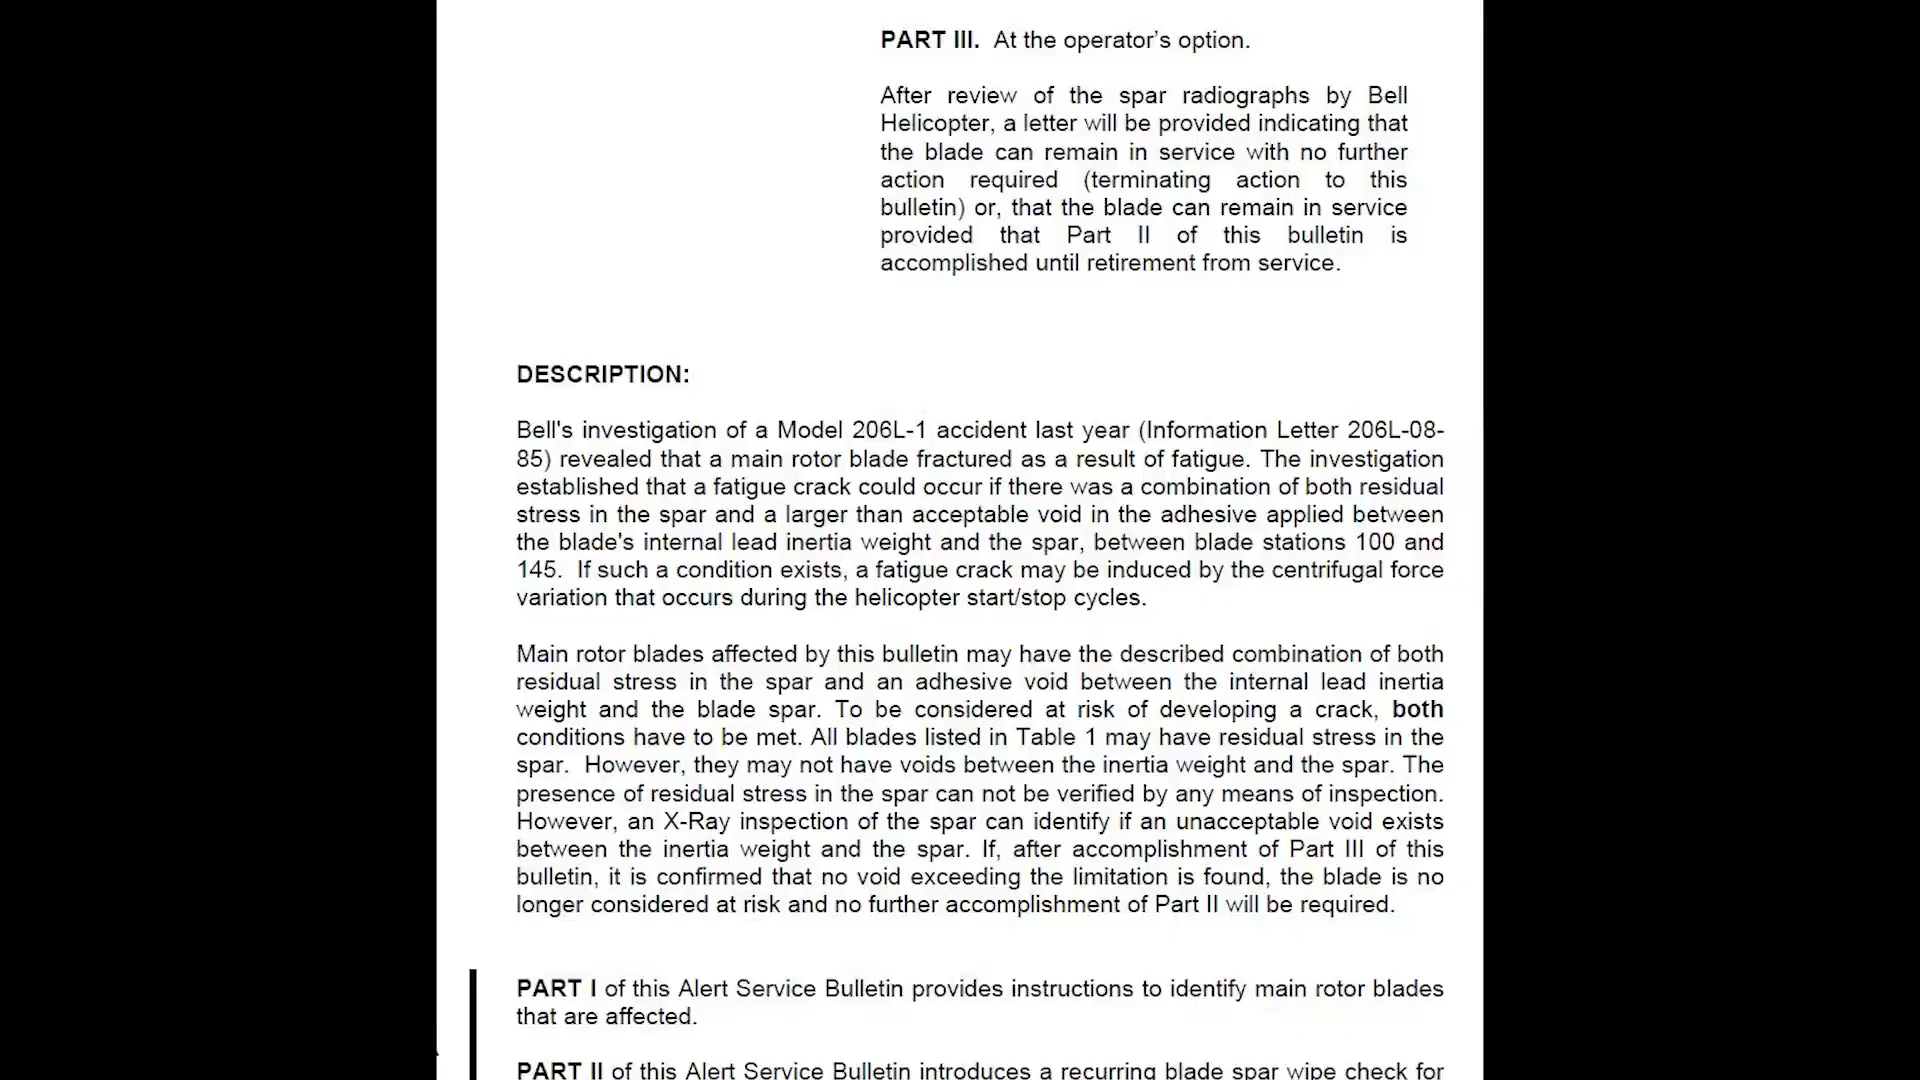 PART III. At the operator's option.
After review of the spar radiographs by Bell
Helicopter, a letter will be provided indicating that
the blade can remain in service with no further
action required (terminating action to this
bulletin) or, that the blade can remain in service
provided that Part II of this bulletin is
accomplished until retirement from service.
DESCRIPTION:
Bell's investigation of a Model 206L-1 accident last year (Information Letter 206L-08-
85) revealed that a main rotor blade fractured as a result of fatigue. The investigation
established that a fatigue crack could occur if there was a combination of both residual
stress in the spar and a larger than acceptable void in the adhesive applied between
the blade's internal lead inertia weight and the spar, between blade stations 100 and
145. If such a condition exists, a fatigue crack may be induced by the centrifugal force
variation that occurs during the helicopter start/stop cycles.
Main rotor blades affected by this bulletin may have the described combination of both
residual stress in the spar and an adhesive void between the internal lead inertia
weight and the blade spar. To be considered at risk of developing a crack, both
conditions have to be met. All blades listed in Table 1 may have residual stress in the
spar. However, they may not have voids between the inertia weight and the spar. The
presence of residual stress in the spar can not be verified by any means of inspection.
However, an X-Ray inspection of the spar can identify if an unacceptable void exists
between the inertia weight and the spar. If, after accomplishment of Part III of this
bulletin, it is confirmed that no void exceeding the limitation is found, the blade is no
longer considered at risk and no further accomplishment of Part II will be required.
PART I of this Alert Service Bulletin provides instructions to identify main rotor blades
that are affected.
PART II of this Alert Service Bulletin introduces a recurring blade spar wipe check for